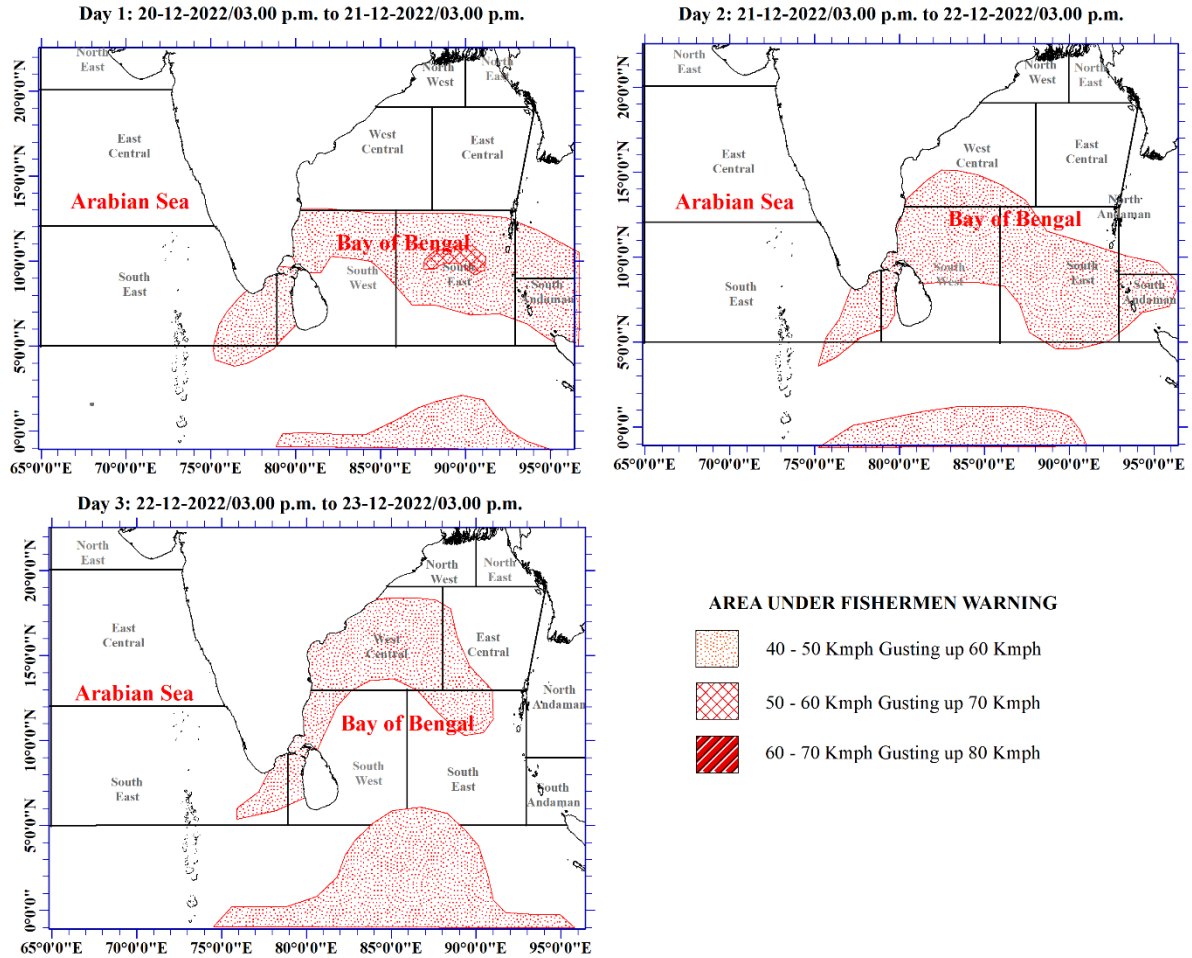 Day 1: 20-12-2022/03.00 p.m. to 21-12-2022/03.00 p.m.
North
East
North
West
North
East
East
Central
West
Central
East
Central
Arabian Sea
Bay of Bengal
South
East
South
West
South
East
South
Andaman
20°0'0"N
15°0'0"N
10°0'0"N
5°0'0"N
0°0'0"
65°0'0"E 70°0'0"E 75°0'0"E 80°0'0"E 85°0'0"E 90°0'0"E 95°0'0"E
Day 2: 21-12-2022/03.00 p.m. to 22-12-2022/03.00 p.m.
North
East
North
West
North
East
East
Central
West
Central
East
Central
Arabian Sea
Bay of Bengal
North
Andaman
South
East
South
West
South
East
South
Andaman
20°0'0"N
15°0'0"N
10°0'0"N
5°0'0"N
0°0'0"
65°0'0"E 70°0'0"E 75°0'0"E 80°0'0"E 85°0'0"E 90°0'0"E 95°0'0"E
Day 3: 22-12-2022/03.00 p.m. to 23-12-2022/03.00 p.m.
North
East
North
West
North
East
East
Central
West
Central
East
Central
Arabian Sea
Bay of Bengal
North
Andaman
South
East
South
West
South
East
South
Andaman
20°0'0"N
15°0'0"N
10°0'0"N
5°0'0"N
0°0'0"
65°0'0"E 70°0'0"E 75°0'0"E 80°0'0"E 85°0'0"E 90°0'0"E 95°0'0"E
AREA UNDER FISHERMEN WARNING
40 - 50 Kmph Gusting up 60 Kmph
50 - 60 Kmph Gusting up 70 Kmph
60 - 70 Kmph Gusting up 80 Kmph